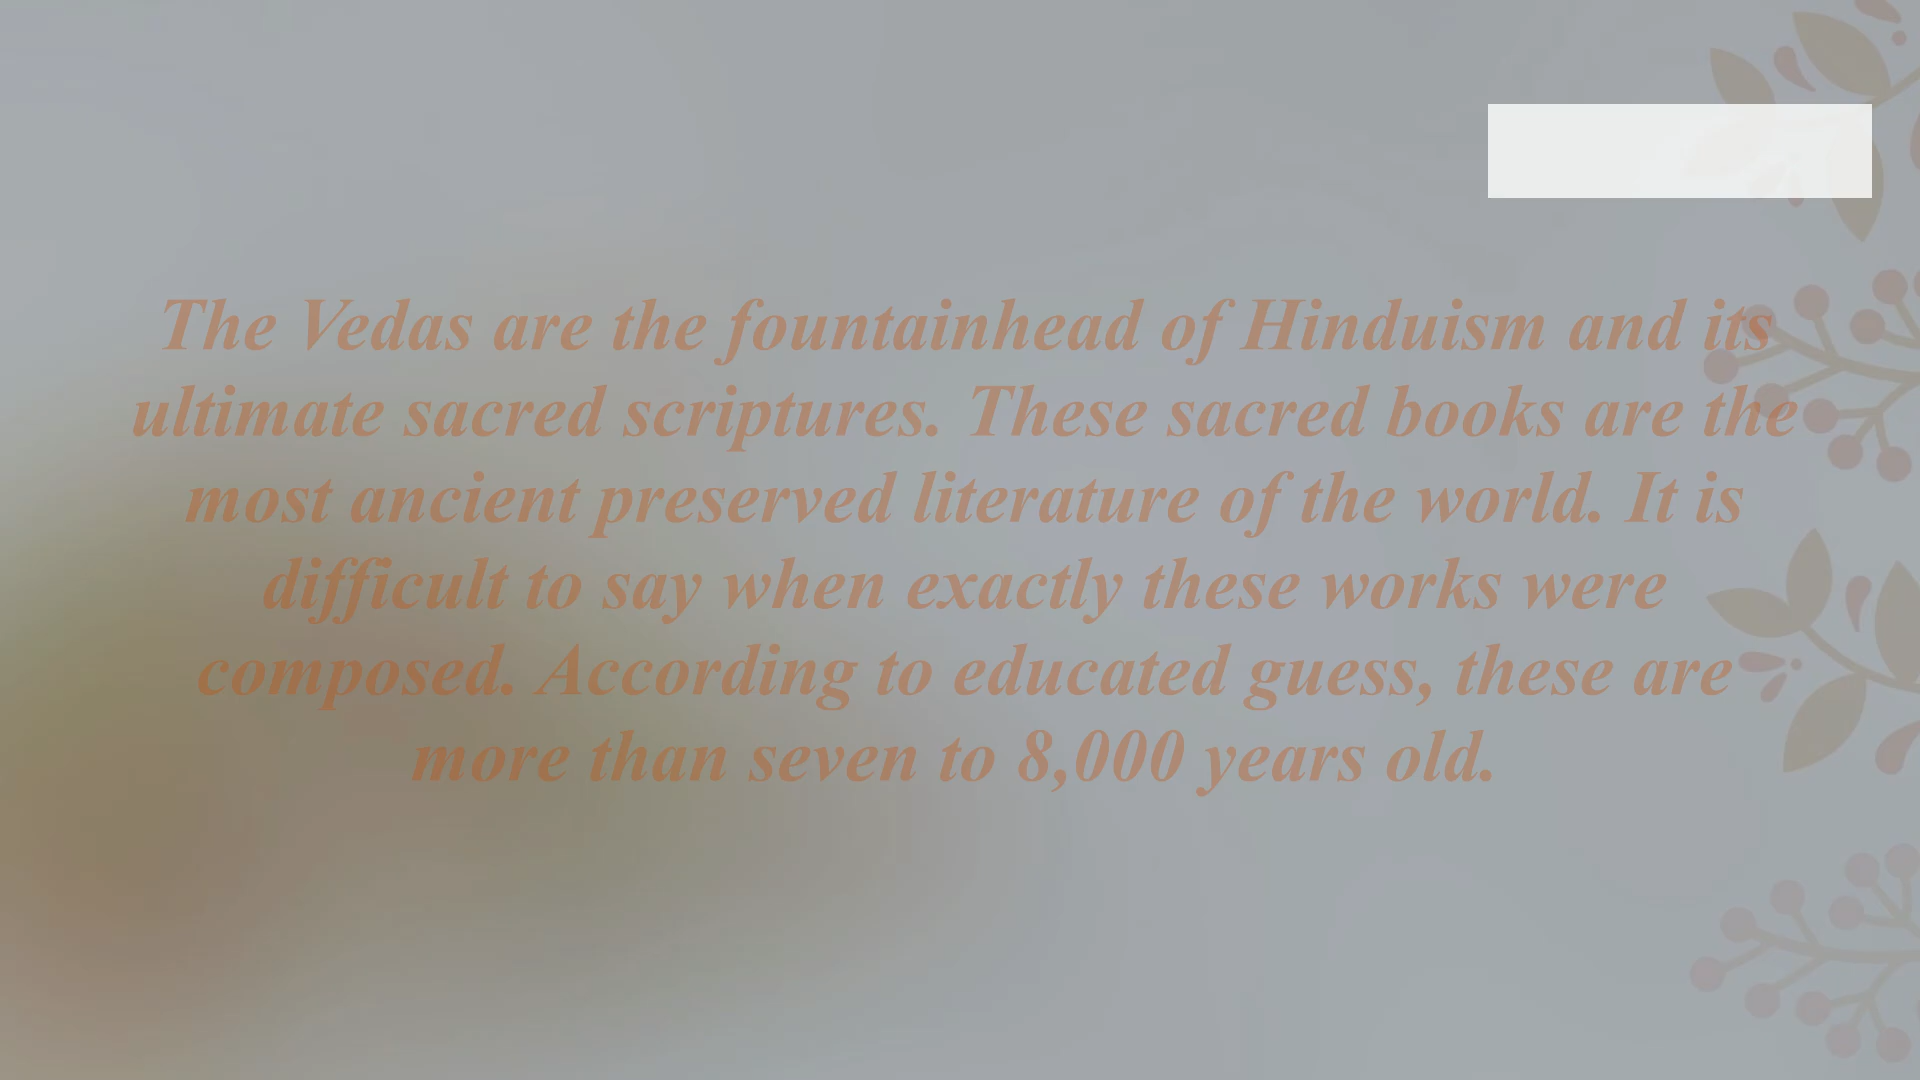 The Vedas are the fountainhead of Hinduism and its
ultimate sacred scriptures. These sacred books are the
most ancient preserved literature of the world. It is
difficult to say when exactly these works were
composed. According to educated guess, these are
more than seven to 8,000 years old.